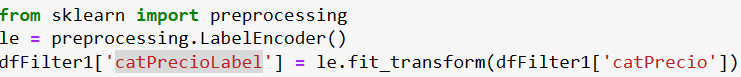 from sklearn import preprocessing
le = preprocessing.LabelEncoder()
dfFilter1['catPrecioLabel'] = le.fit_transform(dfFilter1['catPrecio'])